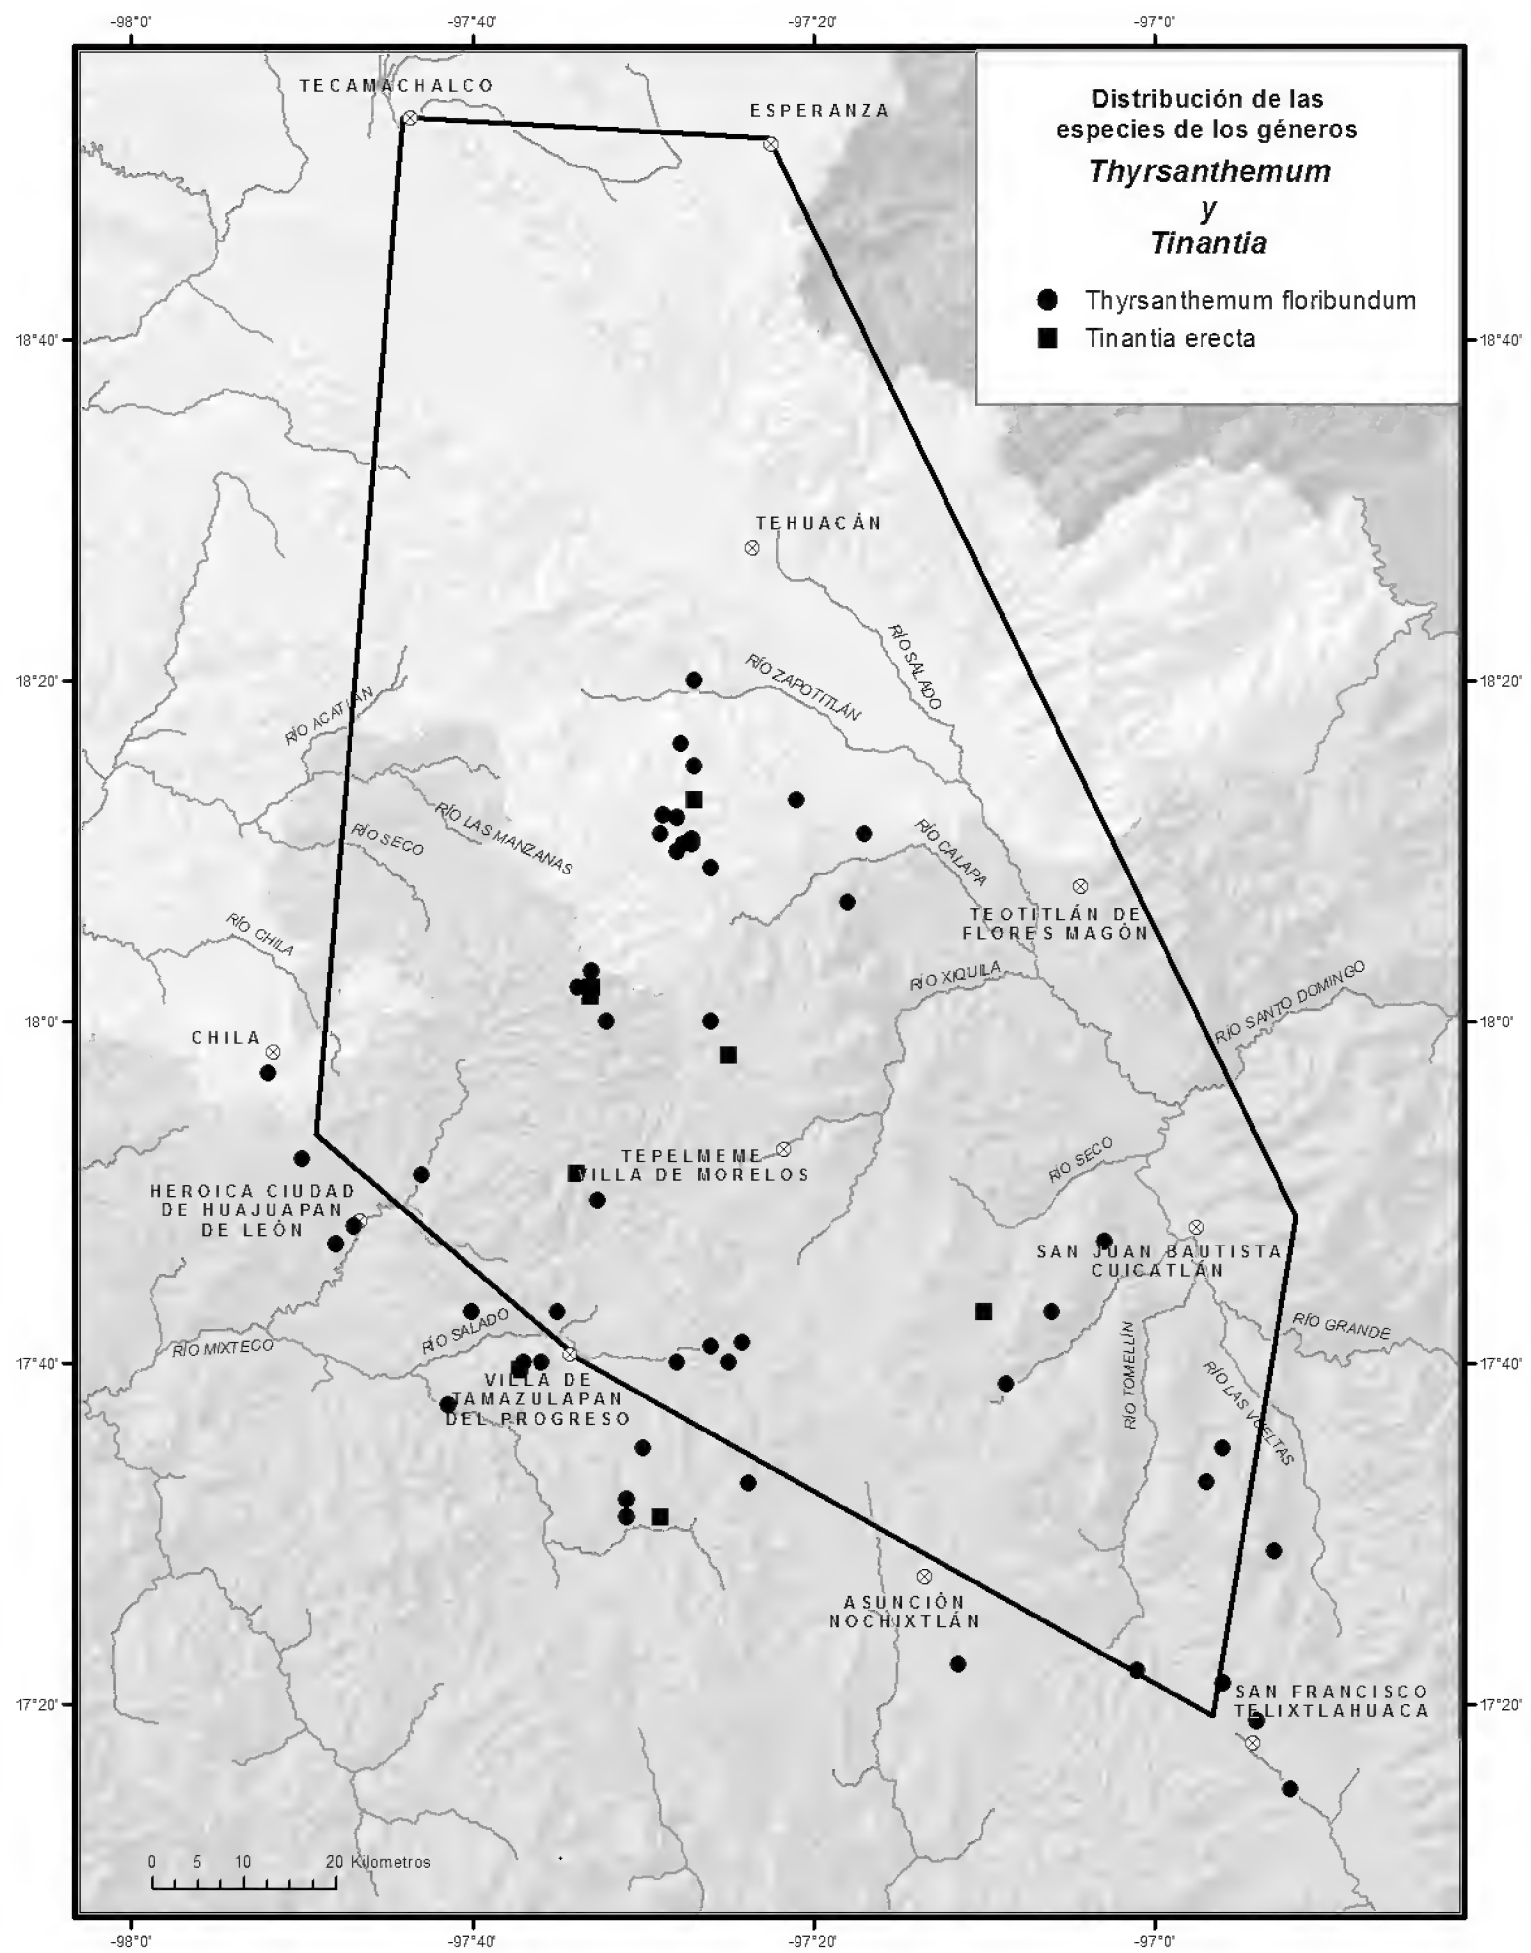 -98°0'
-97°40'
-97°20'
-97°0'
TECAMACHALCO
ESPERANZA
Distribución de las
especies de los géneros
Thyrsanthemum
y
Tinantia
Thyrsanthemum floribundum
Tinantia erecta
18°40'
18°40'
TEHUACÁN
RÍO SALADO
RÍO ZAPOTITLÁN
18°20'
18°20'
RÍO ACATLÁN
RÍO LAS MANZANAS
RÍO SECO
RÍO CALAPA
TEOTITLÁN DE
FLORES MAGÓN
RÍO CHILA
RÍO XIQUILA
RÍO SANTO DOMINGO
18°0'
18°0'
CHILA
TEPELMEME
VILLA DE MORELOS
RÍO SECO
HEROICA CIUDAD
DE HUAJUAPAN
DE LEÓN
SAN JUAN BAUTISTA
CUICATLÁN
RÍO SALADO
RÍO MIXTECO
RÍO GRANDE
RÍO TOMELLÍN
RÍO LAS VUELTAS
17°40'
17°40'
VILLA DE
TAMAZULAPAN
DEL PROGRESO
ASUNCIÓN
NOCHIXTLÁN
17°20'
17°20'
SAN FRANCISCO
TELIXTLAHUACA
0 5 10 20 Kilometros
-98°0'
-97°40'
-97°20'
-97°0'